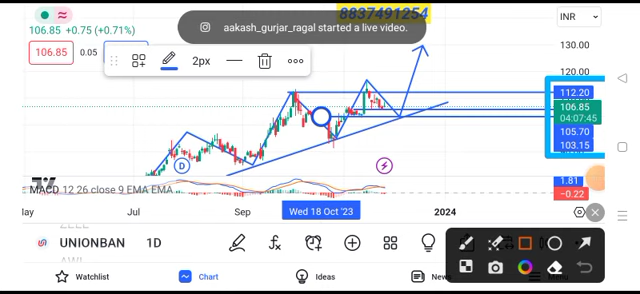 8837491254
aakash_gurjar_ragal started a live video.
106.85 +0.75 (+0.71%)
INR
106.85
0.05
2px
130.00
120.00
112.20
106.85
04:07:45
105.70
103.15
D
MACD 12 26 close 9 EMA EMA
1.81
−0.22
Jul
Sep
Wed 18 Oct '23
2024
UNIONBAN
1D
Watchlist
Chart
Ideas
News